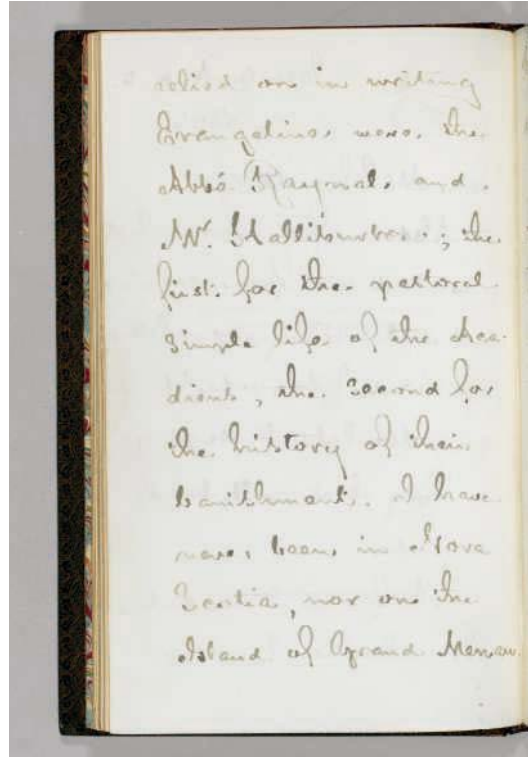 relied on in writing
Evangeline, were, the
Abbé Raynal, and
Mr. Halliburton; the
first for the pastoral
simple life of the Aca-
dians, the second for
the history of their
banishment. I have
never been in Nova
Scotia, nor on the
Island of Grand Menan.